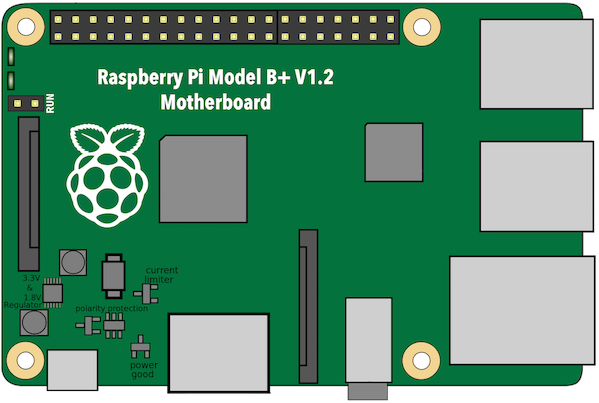 Raspberry Pi Model B+ V1.2
Motherboard
RUN
current
limiter
3.3V
&
1.8V
Regulator
polarity protection
power
good